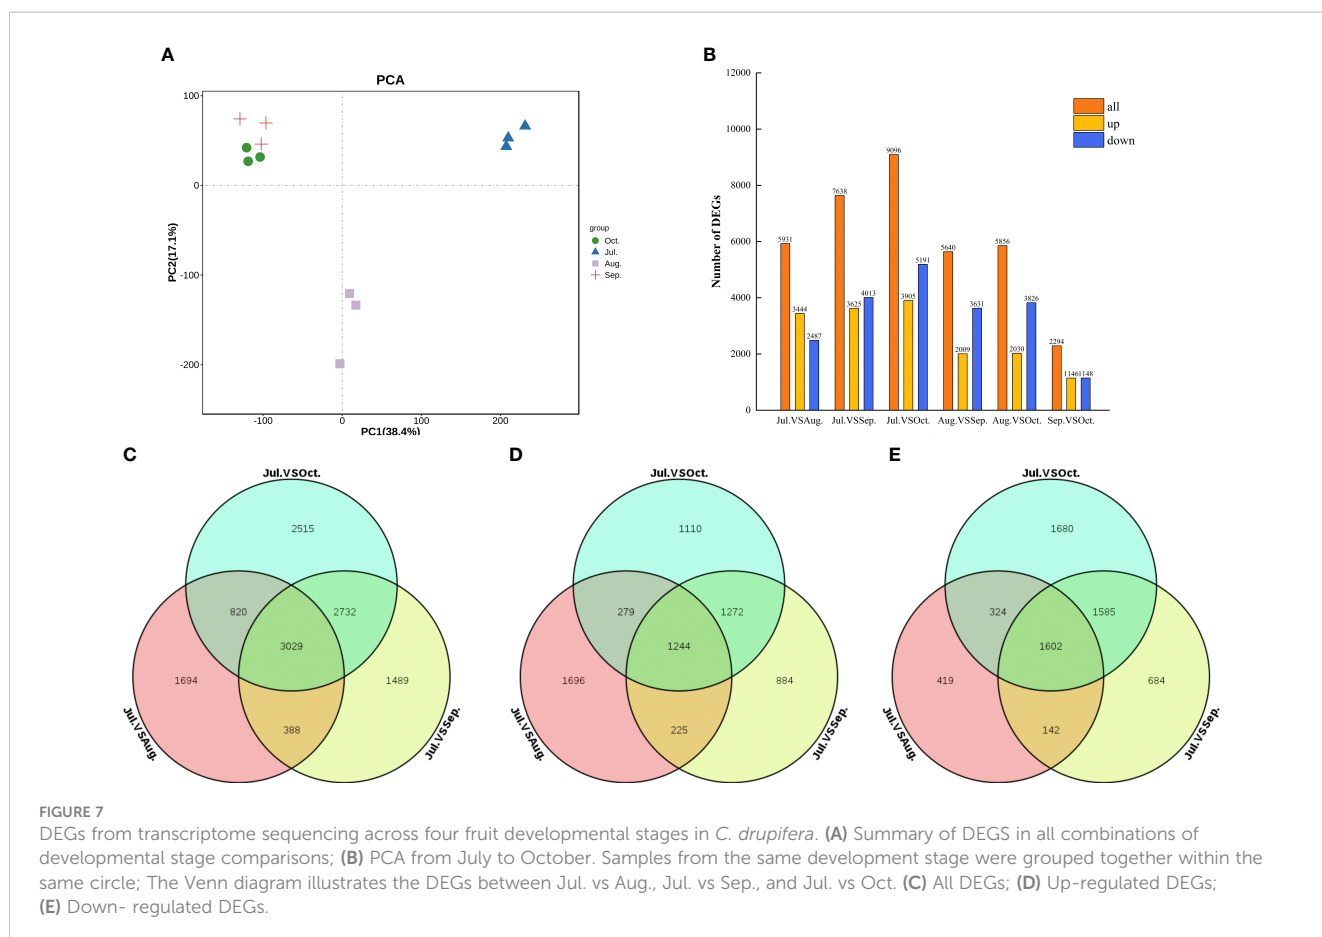 A
PCA
100
0
-100
-200
PC2(17.1%)
-100
0
100
200
PC1(38.4%)
group
Oct.
Jul.
Aug.
Sep.
B
12000
10000
8000
6000
4000
2000
0
Number of DEGs
all
up
down
5931
3444
2487
7638
3625
4013
9096
3905
5191
5640
2009
3631
5856
2030
3826
2294
1146
1148
Jul.VSAug.
Jul.VSSep.
Jul.VSOct.
Aug.VSSep.
Aug.VSOct.
Sep.VSOct.
C
Jul.VSOct.
2515
820
2732
3029
1694
1489
388
Jul.VSAug.
Jul.VSSep.
D
Jul.VSOct.
1110
279
1272
1244
1696
884
225
Jul.VSAug.
Jul.VSSep.
E
Jul.VSOct.
1680
324
1585
1602
419
684
142
Jul.VSAug.
Jul.VSSep.
FIGURE 7
DEGs from transcriptome sequencing across four fruit developmental stages in C. drupifera. (A) Summary of DEGS in all combinations of
developmental stage comparisons; (B) PCA from July to October. Samples from the same development stage were grouped together within the
same circle; The Venn diagram illustrates the DEGs between Jul. vs Aug., Jul. vs Sep., and Jul. vs Oct. (C) All DEGs; (D) Up-regulated DEGs;
(E) Down- regulated DEGs.